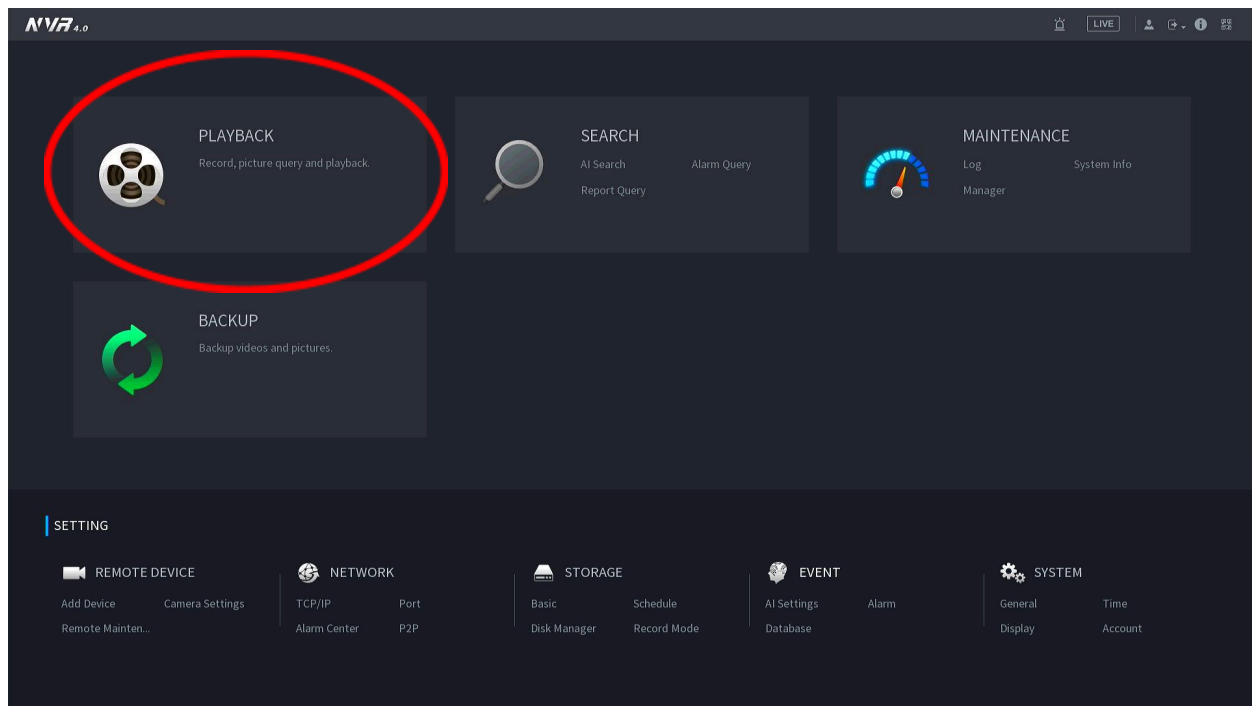 NVR 4.0
LIVE
PLAYBACK
Record, picture query and playback.
SEARCH
AI Search Alarm Query
Report Query
MAINTENANCE
Log System Info
Manager
BACKUP
Backup videos and pictures.
SETTING
REMOTE DEVICE
Add Device Camera Settings
Remote Mainten...
NETWORK
TCP/IP Port
Alarm Center P2P
STORAGE
Basic Schedule
Disk Manager Record Mode
EVENT
AI Settings Alarm
Database
SYSTEM
General Time
Display Account